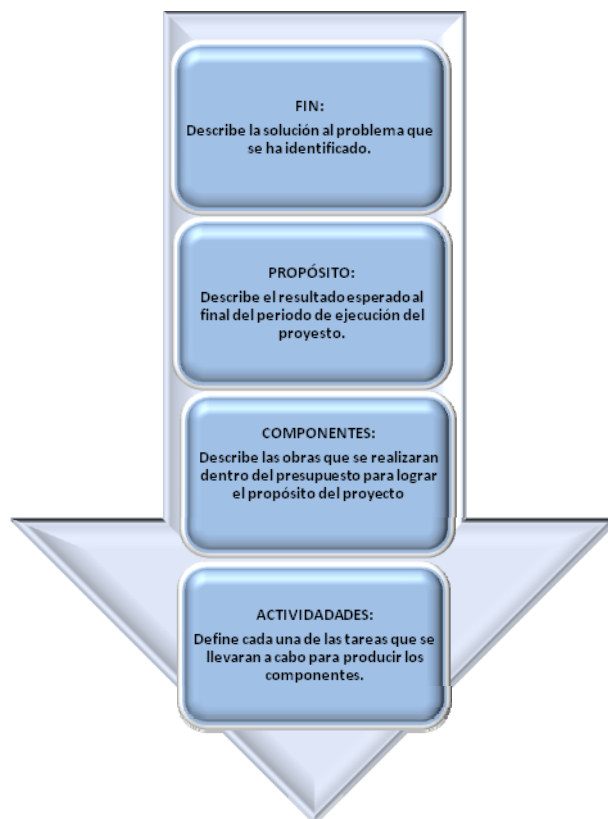 FIN:
Describe la solución al problema que
se ha identificado.
PROPÓSITO:
Describe el resultado esperado al
final del periodo de ejecución del
proyesto.
COMPONENTES:
Describe las obras que se realizaran
dentro del presupuesto para lograr
el propósito del proyecto
ACTIVIDADADES:
Define cada una de las tareas que se
llevaran a cabo para producir los
componentes.